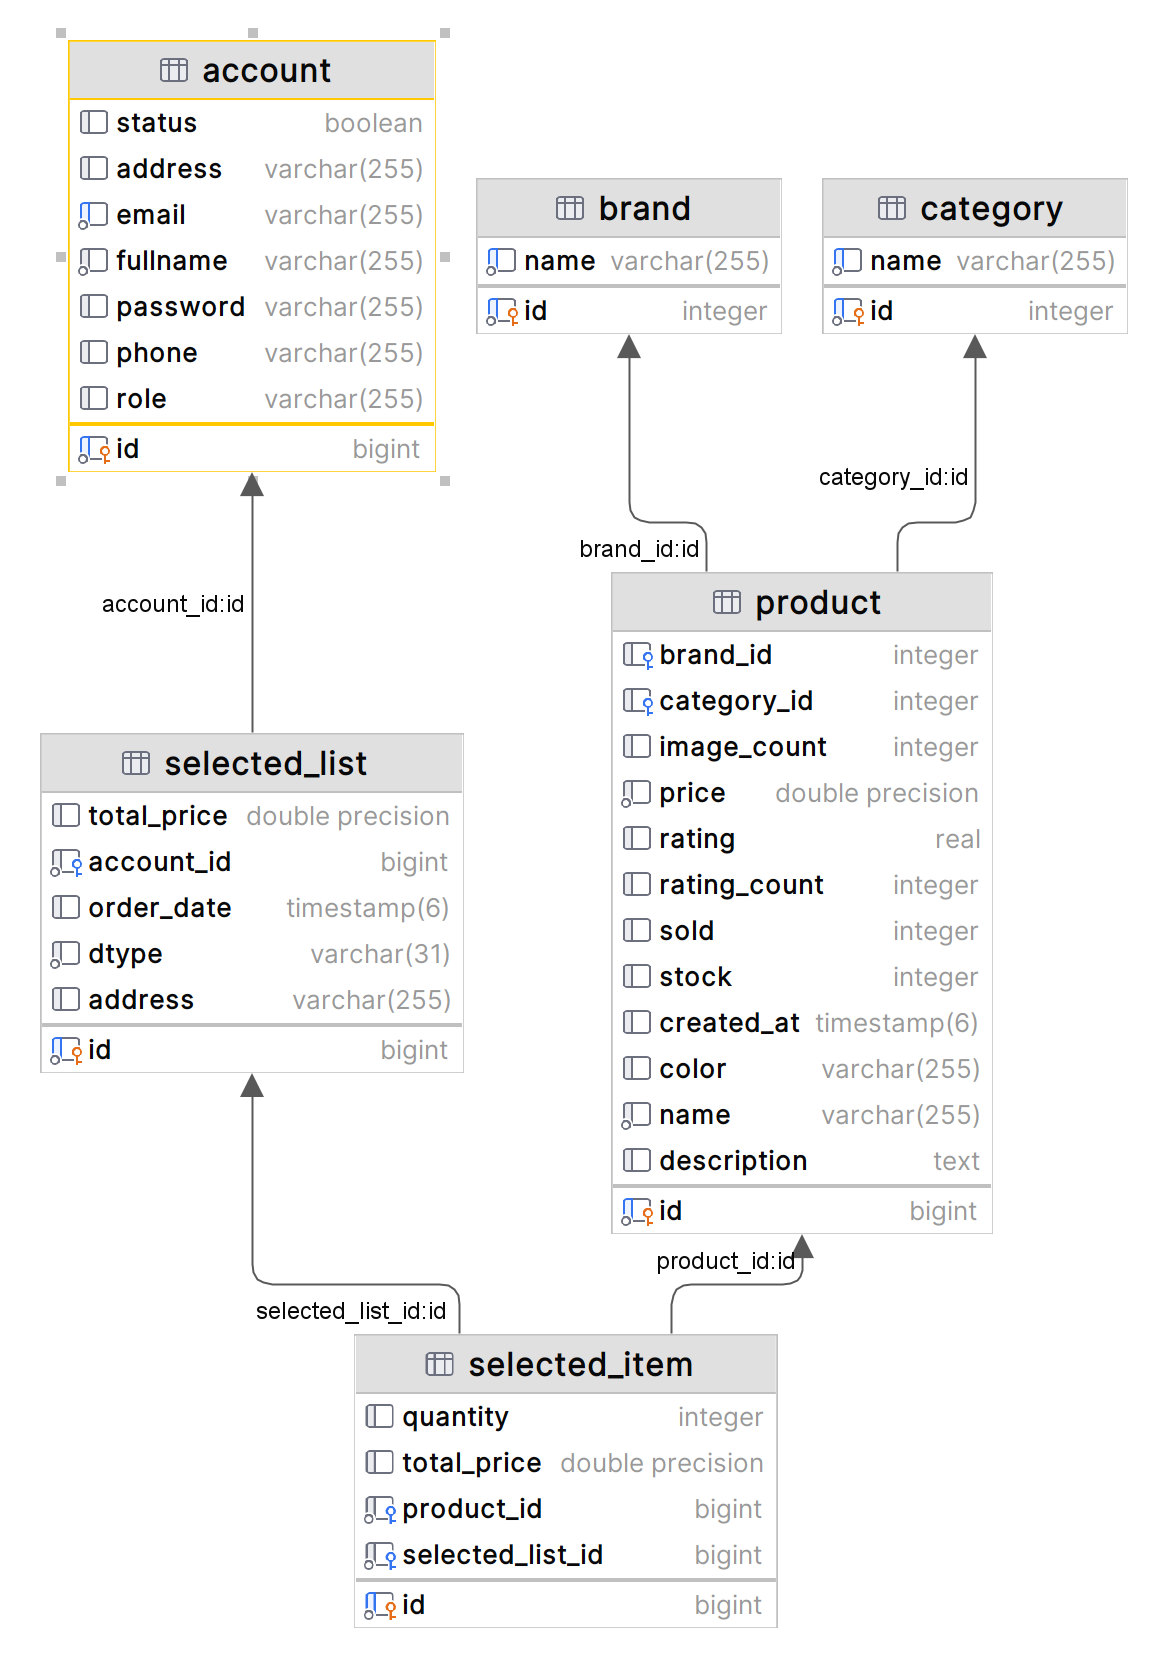 account
status boolean
address varchar(255)
email varchar(255)
fullname varchar(255)
password varchar(255)
phone varchar(255)
role varchar(255)
id bigint
brand
name varchar(255)
id integer
category
name varchar(255)
id integer
category_id:id
brand_id:id
account_id:id
product
brand_id integer
category_id integer
image_count integer
price double precision
rating real
rating_count integer
sold integer
stock integer
created_at timestamp(6)
color varchar(255)
name varchar(255)
description text
id bigint
selected_list
total_price double precision
account_id bigint
order_date timestamp(6)
dtype varchar(31)
address varchar(255)
id bigint
product_id:id
selected_list_id:id
selected_item
quantity integer
total_price double precision
product_id bigint
selected_list_id bigint
id bigint